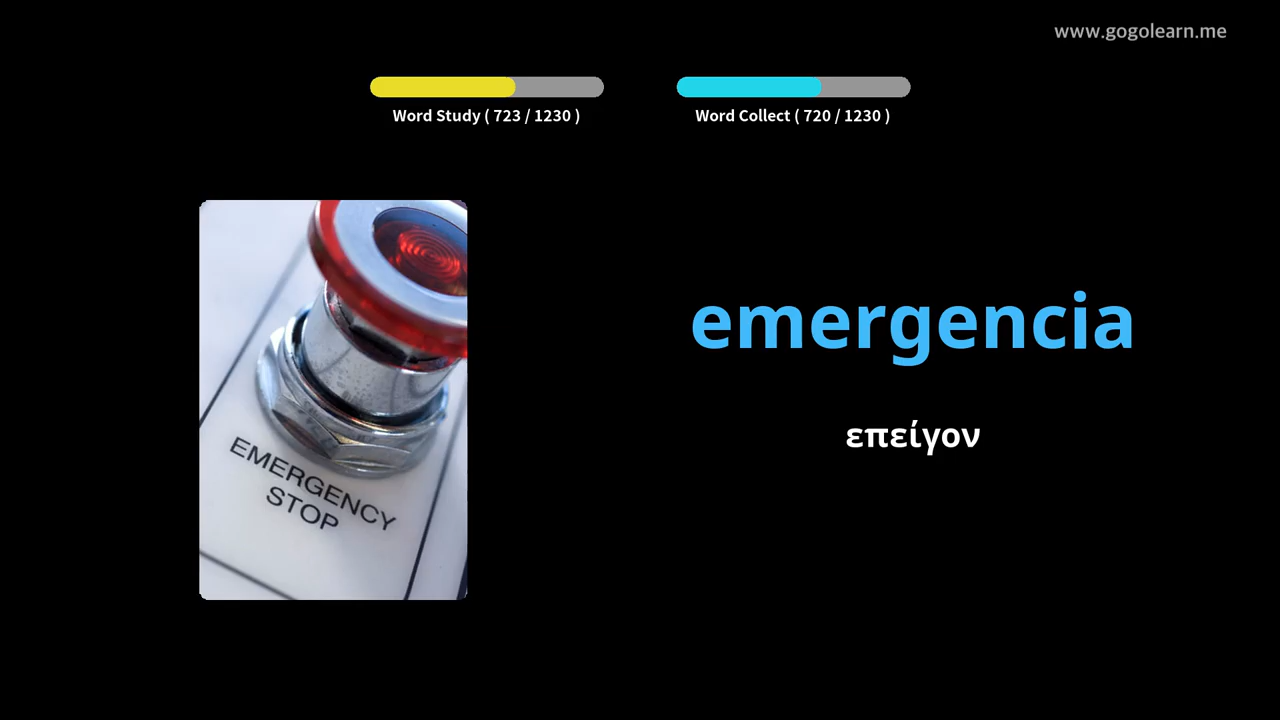 www.gogolearn.me
Word Study ( 723 / 1230 )
Word Collect ( 720 / 1230 )
emergencia
επείγον
EMERGENCY
STOP